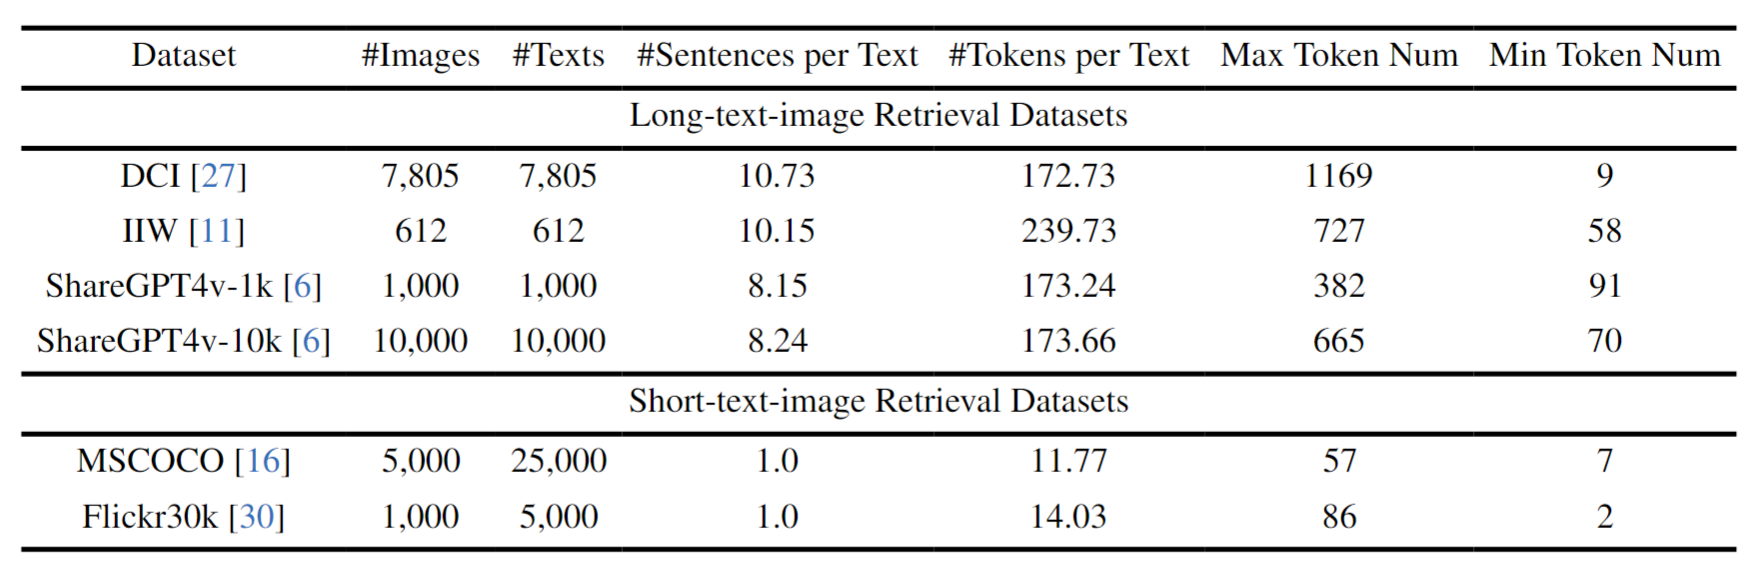 Dataset #Images #Texts #Sentences per Text #Tokens per Text Max Token Num Min Token Num
Long-text-image Retrieval Datasets
DCI [27] 7,805 7,805 10.73 172.73 1169 9
IIW [11] 612 612 10.15 239.73 727 58
ShareGPT4v-1k [6] 1,000 1,000 8.15 173.24 382 91
ShareGPT4v-10k [6] 10,000 10,000 8.24 173.66 665 70
Short-text-image Retrieval Datasets
MSCOCO [16] 5,000 25,000 1.0 11.77 57 7
Flickr30k [30] 1,000 5,000 1.0 14.03 86 2